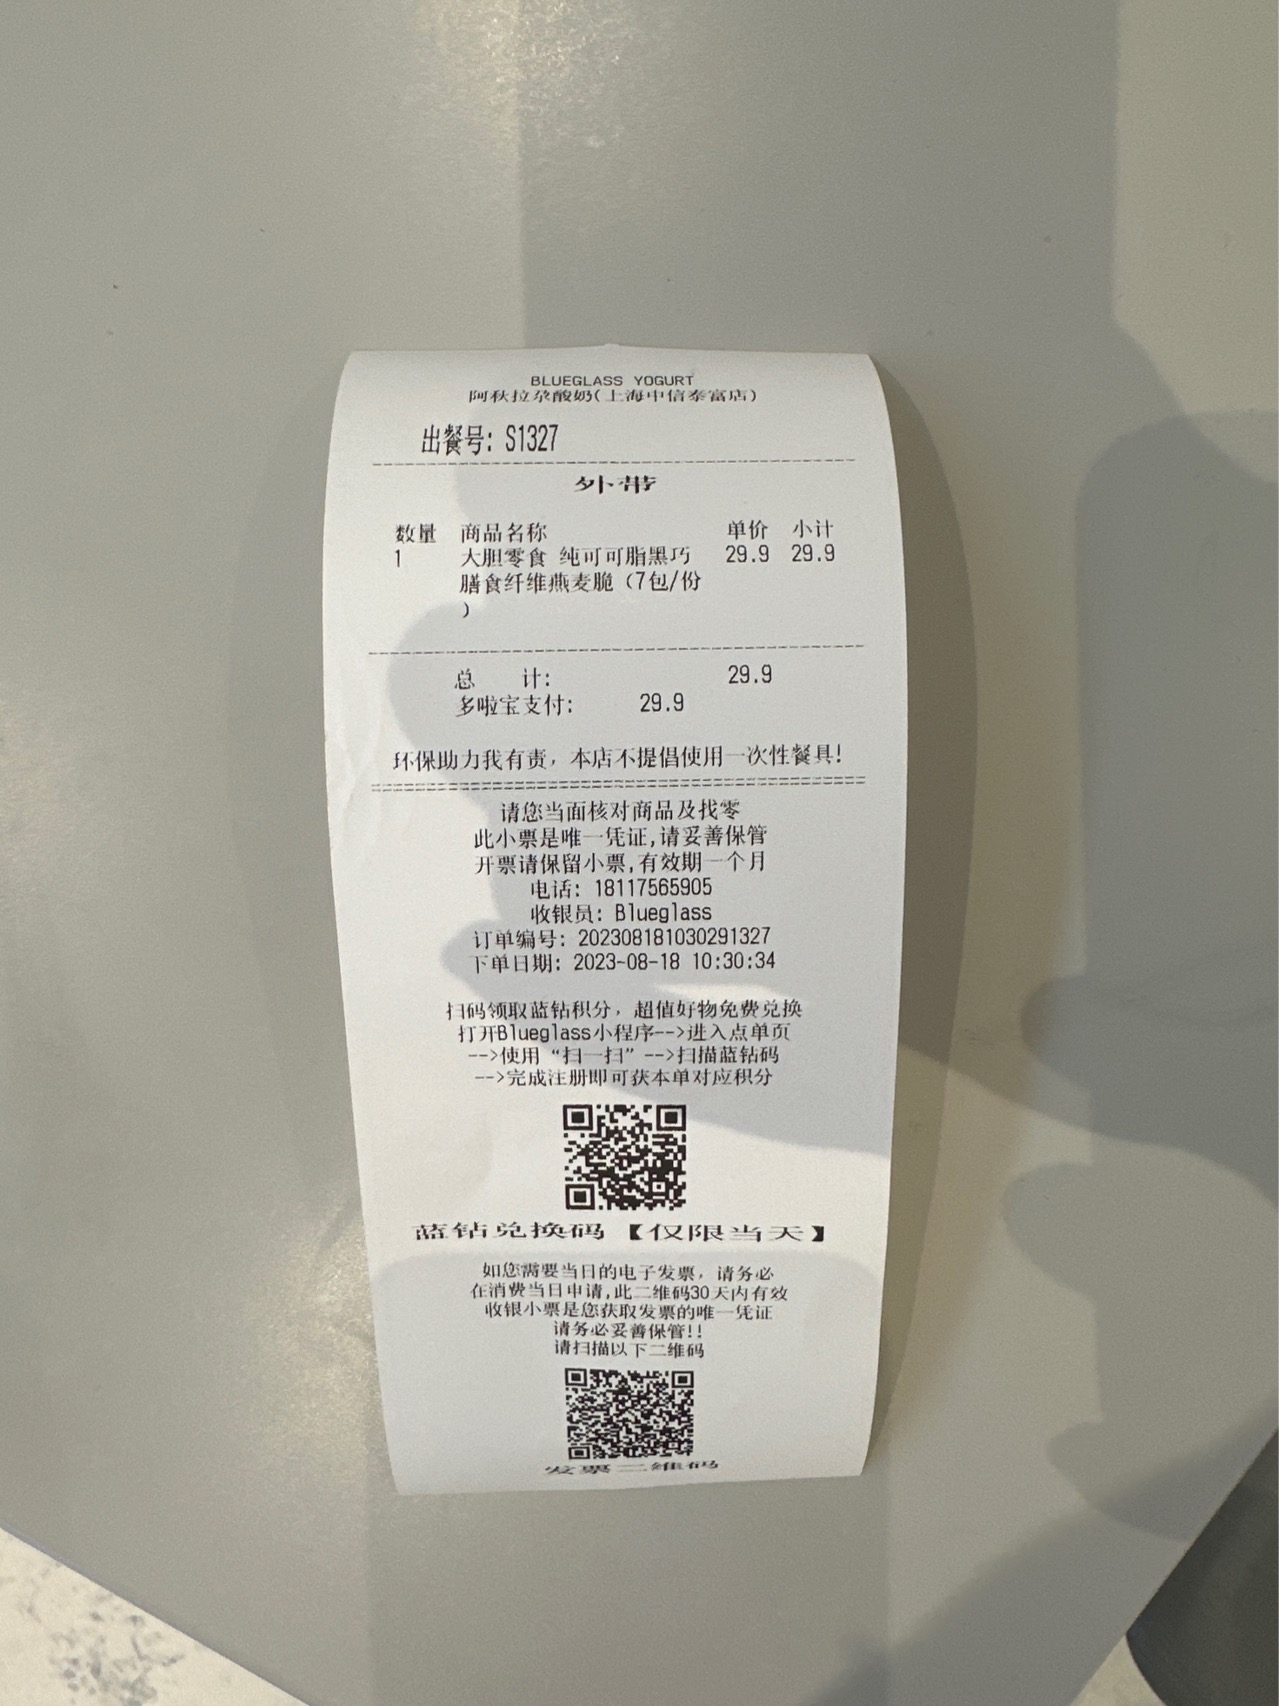 BLUEGLASS YOGURT
阿秋拉尕酸奶(上海中信泰富店)
出餐号: S1327
外带
数量 商品名称 单价 小计
1 大胆零食 纯可可脂黑巧 29.9 29.9
膳食纤维燕麦脆（7包/份
）
总 计: 29.9
多啦宝支付: 29.9
环保助力我有责，本店不提倡使用一次性餐具!
请您当面核对商品及找零
此小票是唯一凭证,请妥善保管
开票请保留小票,有效期一个月
电话: 18117565905
收银员: Blueglass
订单编号: 202308181030291327
下单日期: 2023-08-18 10:30:34
扫码领取蓝钻积分，超值好物免费兑换
打开Blueglass小程序-->进入点单页
-->使用“扫一扫”-->扫描蓝钻码
-->完成注册即可获本单对应积分
蓝钻兑换码【仅限当天】
如您需要当日的电子发票，请务必
在消费当日申请,此二维码30天内有效
收银小票是您获取发票的唯一凭证
请务必妥善保管!!
请扫描以下二维码
发票二维码